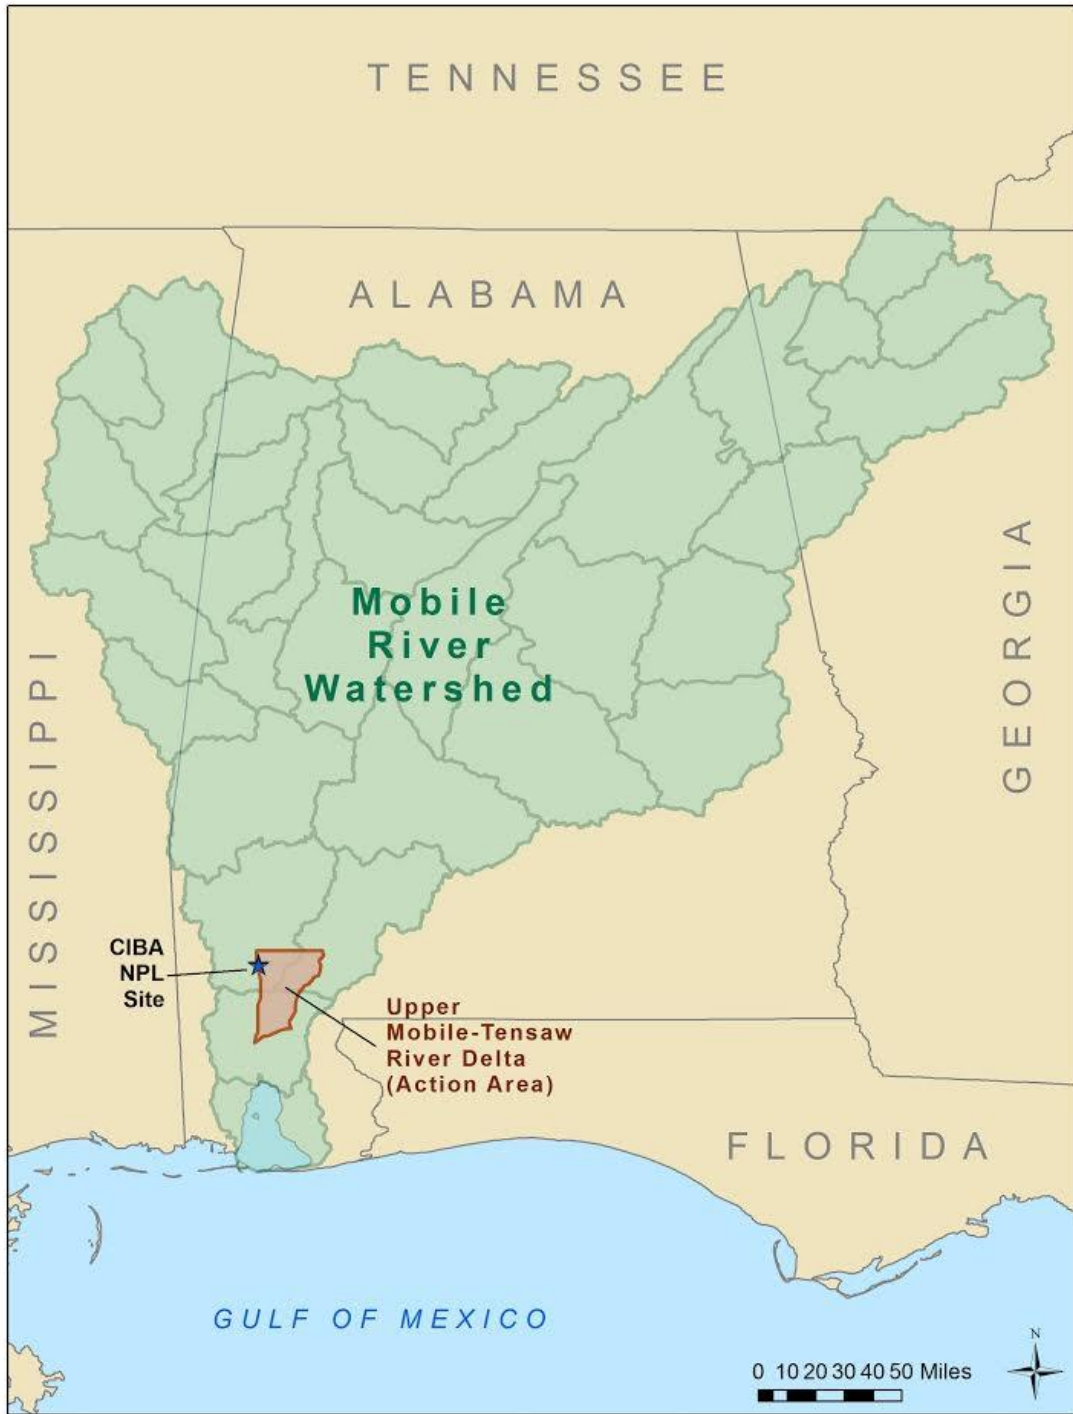 TENNESSEE
ALABAMA
MISSISSIPPI
GEORGIA
Mobile
River
Watershed
CIBA
NPL
Site
Upper
Mobile-Tensaw
River Delta
(Action Area)
FLORIDA
GULF OF MEXICO
N
0 10 20 30 40 50 Miles